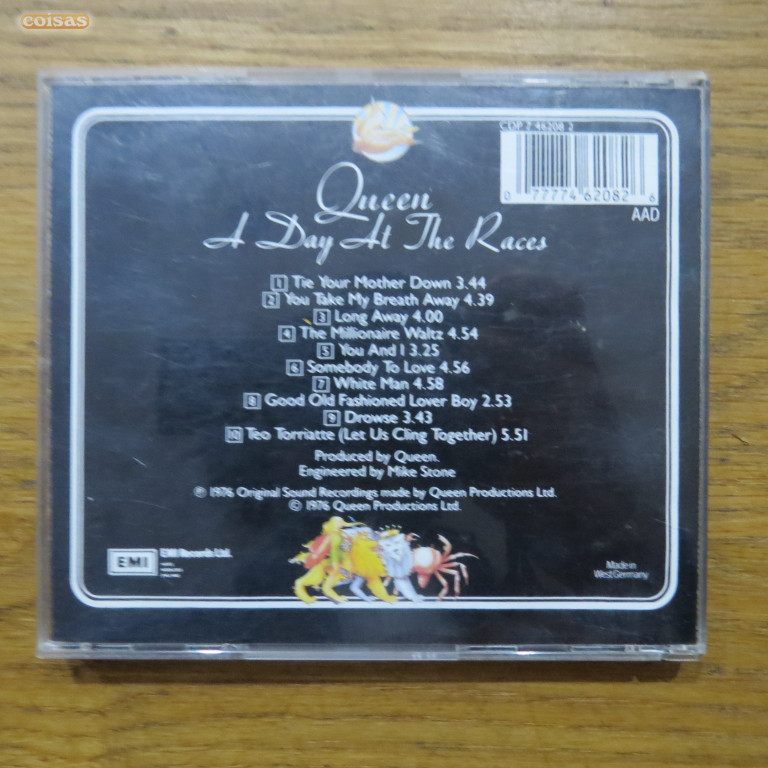 coisas
CDP 7 46208 2
0 77774 62082 6
AAD
Queen
A Day At The Races
1 Tie Your Mother Down 3.44
2 You Take My Breath Away 4.39
3 Long Away 4.00
4 The Millionaire Waltz 4.54
5 You And I 3.25
6 Somebody To Love 4.56
7 White Man 4.58
8 Good Old Fashioned Lover Boy 2.53
9 Drowse 3.43
10 Teo Torriatte (Let Us Cling Together) 5.51
Produced by Queen.
Engineered by Mike Stone
℗ 1976 Original Sound Recordings made by Queen Productions Ltd.
© 1976 Queen Productions Ltd.
EMI
EMI Records Ltd.
Made in
West Germany